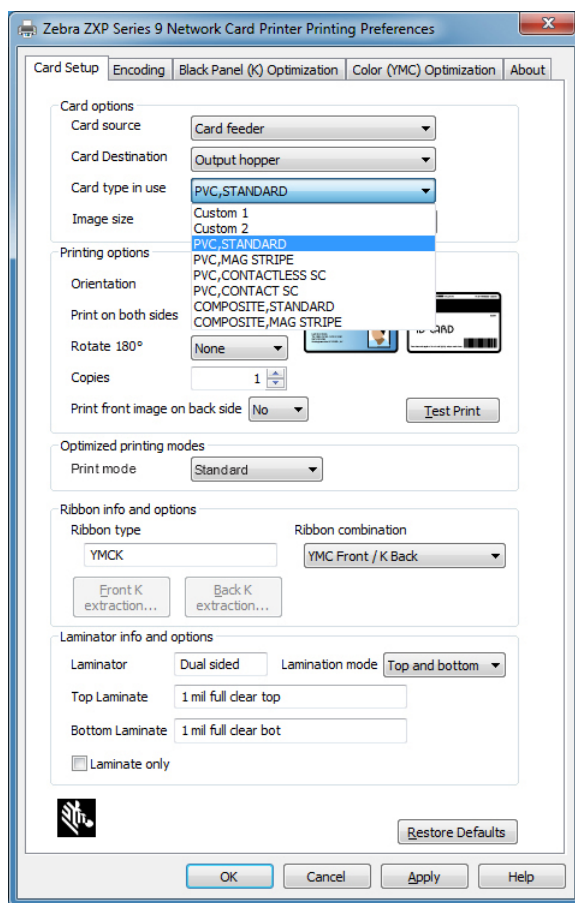 Zebra ZXP Series 9 Network Card Printer Printing Preferences
Card Setup Encoding Black Panel (K) Optimization Color (YMC) Optimization About
Card options
Card source Card feeder
Card Destination Output hopper
Card type in use PVC,STANDARD
Image size
Custom 1
Custom 2
PVC,STANDARD
PVC,MAG STRIPE
PVC,CONTACTLESS SC
PVC,CONTACT SC
COMPOSITE,STANDARD
COMPOSITE,MAG STRIPE
Printing options
Orientation
Print on both sides
ID CARD
Rotate 180° None
Copies 1
Print front image on back side No Test Print
Optimized printing modes
Print mode Standard
Ribbon info and options
Ribbon type Ribbon combination
YMCK YMC Front / K Back
Front K extraction... Back K extraction...
Laminator info and options
Laminator Dual sided Lamination mode Top and bottom
Top Laminate 1 mil full clear top
Bottom Laminate 1 mil full clear bot
Laminate only
Restore Defaults
OK Cancel Apply Help